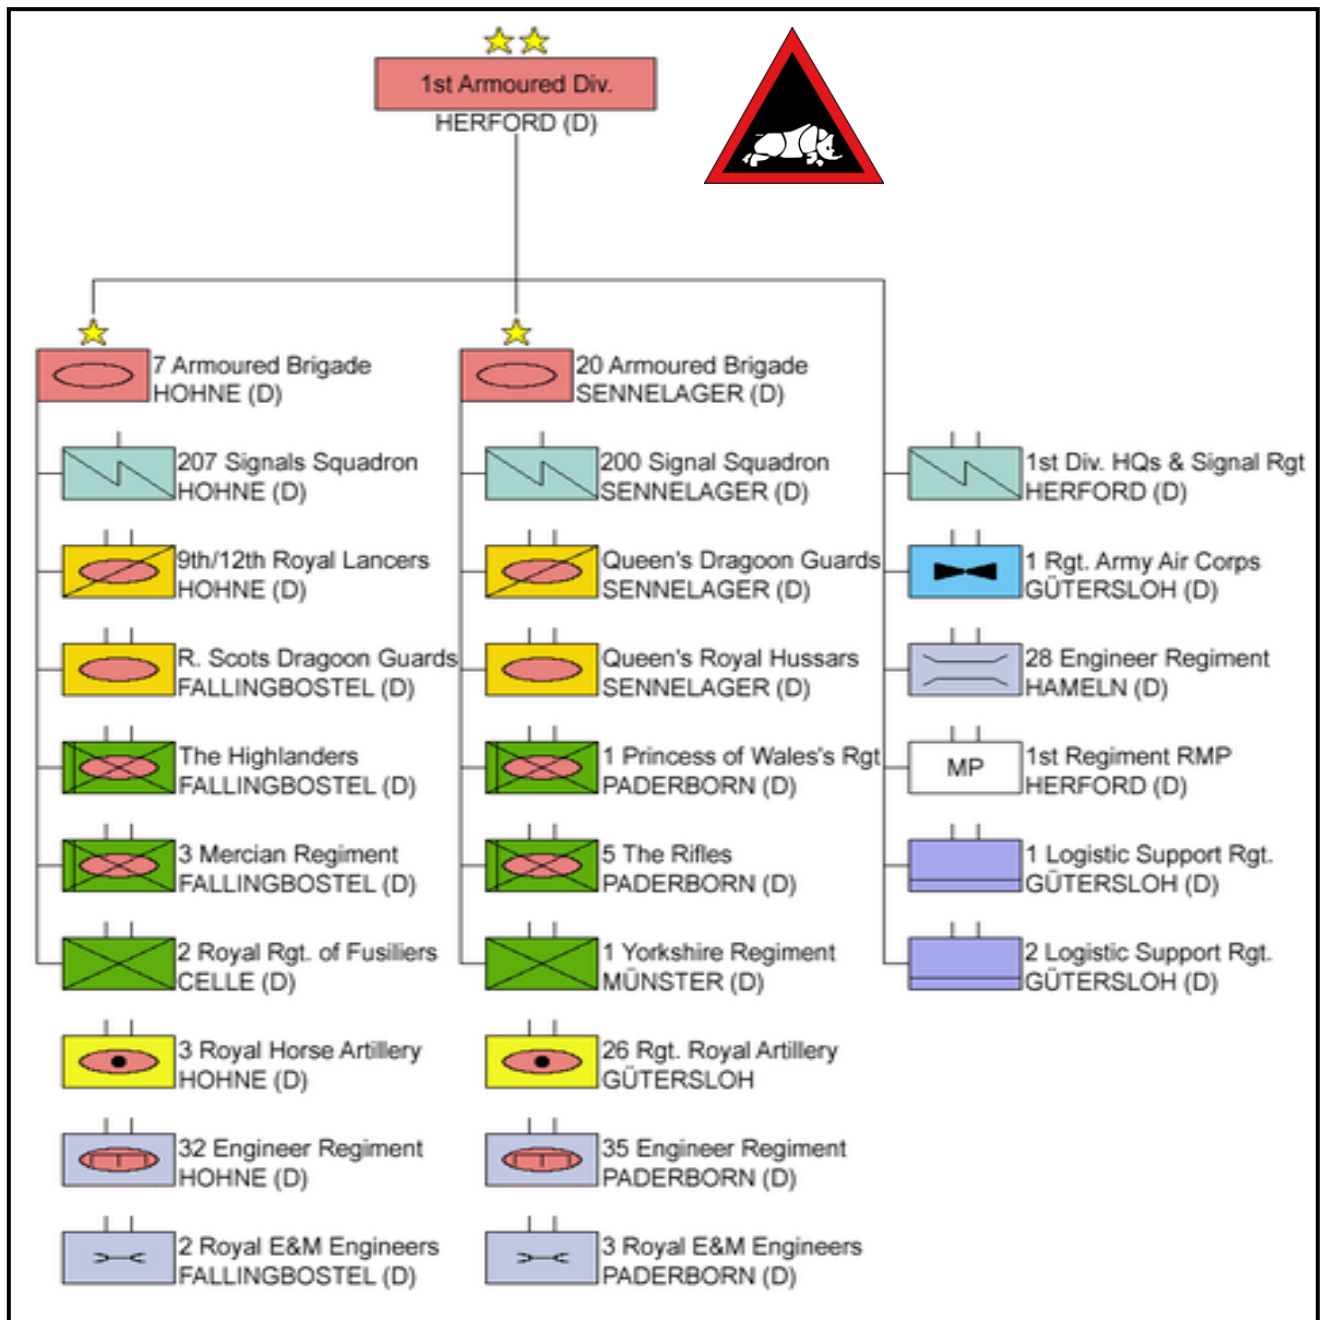 1st Armoured Div.
HERFORD (D)
7 Armoured Brigade
HOHNE (D)
207 Signals Squadron
HOHNE (D)
9th/12th Royal Lancers
HOHNE (D)
R. Scots Dragoon Guards
FALLINGBOSTEL (D)
The Highlanders
FALLINGBOSTEL (D)
3 Mercian Regiment
FALLINGBOSTEL (D)
2 Royal Rgt. of Fusiliers
CELLE (D)
3 Royal Horse Artillery
HOHNE (D)
32 Engineer Regiment
HOHNE (D)
2 Royal E&M Engineers
FALLINGBOSTEL (D)
20 Armoured Brigade
SENNELAGER (D)
200 Signal Squadron
SENNELAGER (D)
Queen's Dragoon Guards
SENNELAGER (D)
Queen's Royal Hussars
SENNELAGER (D)
1 Princess of Wales's Rgt
PADERBORN (D)
5 The Rifles
PADERBORN (D)
1 Yorkshire Regiment
MÜNSTER (D)
26 Rgt. Royal Artillery
GÜTERSLOH
35 Engineer Regiment
PADERBORN (D)
3 Royal E&M Engineers
PADERBORN (D)
1st Div. HQs & Signal Rgt
HERFORD (D)
1 Rgt. Army Air Corps
GÜTERSLOH (D)
28 Engineer Regiment
HAMELN (D)
MP
1st Regiment RMP
HERFORD (D)
1 Logistic Support Rgt.
GÜTERSLOH (D)
2 Logistic Support Rgt.
GÜTERSLOH (D)